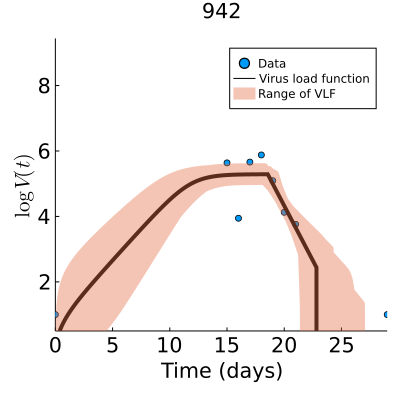 942
Data
Virus load function
Range of VLF
log V(t)
8
6
4
2
0 5 10 15 20 25
Time (days)